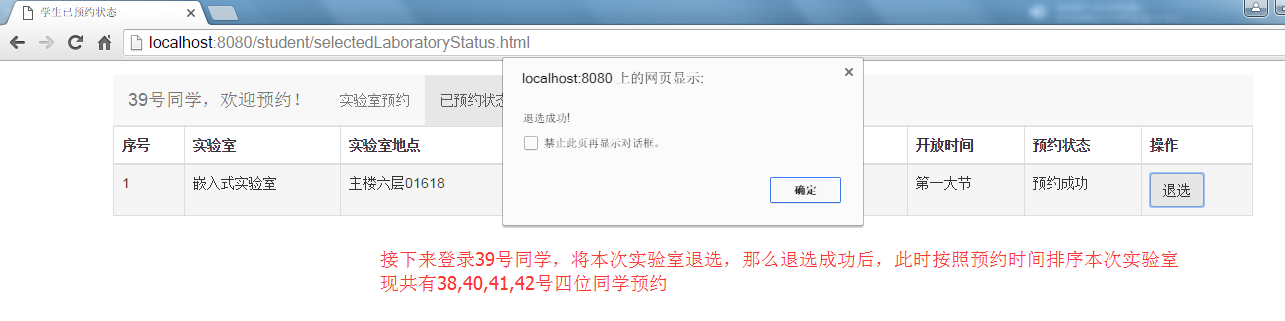 学生已预约状态
localhost:8080/student/selectedLaboratoryStatus.html
localhost:8080 上的网页显示:
39号同学，欢迎预约！ 实验室预约 已预约状态
退选成功!
禁止此页再显示对话框。
确定
序号 实验室 实验室地点 开放时间 预约状态 操作
1 嵌入式实验室 主楼六层01618 第一大节 预约成功 退选
接下来登录39号同学，将本次实验室退选，那么退选成功后，此时按照预约时间排序本次实验室
现共有38,40,41,42号四位同学预约